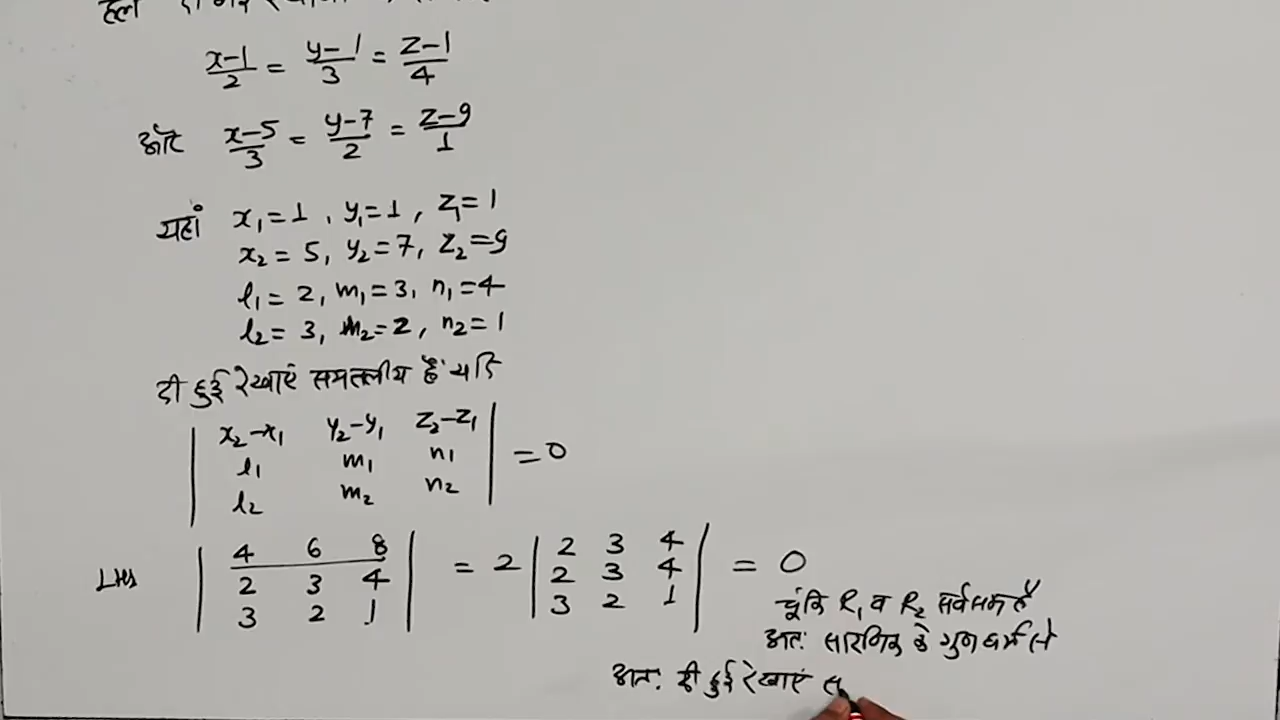 हल दी गई रेखाओं
x-1/2 = y-1/3 = z-1/4
और x-5/3 = y-7/2 = z-9/1
यहां x₁=1, y₁=1, z₁=1
x₂=5, y₂=7, z₂=9
l₁=2, m₁=3, n₁=4
l₂=3, m₂=2, n₂=1
दी हुई रेखाएं समतलीय हैं यदि
| x₂-x₁ y₂-y₁ z₂-z₁ |
| l₁ m₁ n₁ | =0
| l₂ m₂ n₂ |
LHS | 4 6 8 | | 2 3 4 |
| 2 3 4 | = 2 | 2 3 4 | = 0
| 3 2 1 | | 3 2 1 |
चूंकि R₁ व R₂ सर्वसम हैं
अतः सारणिक के गुणधर्म से
अतः दी हुई रेखाएं स